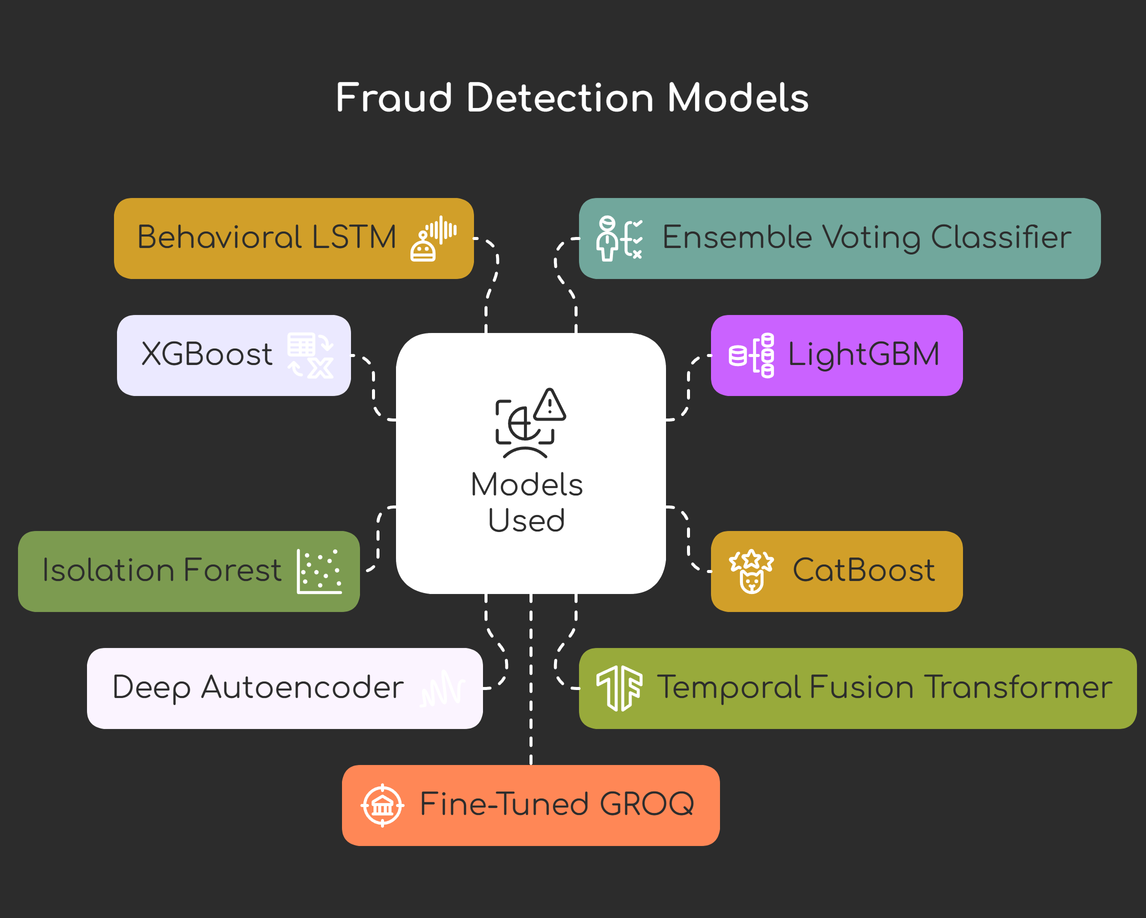 Fraud Detection Models
Behavioral LSTM
Ensemble Voting Classifier
XGBoost
LightGBM
Models
Used
Isolation Forest
CatBoost
Deep Autoencoder
Temporal Fusion Transformer
Fine-Tuned GROQ